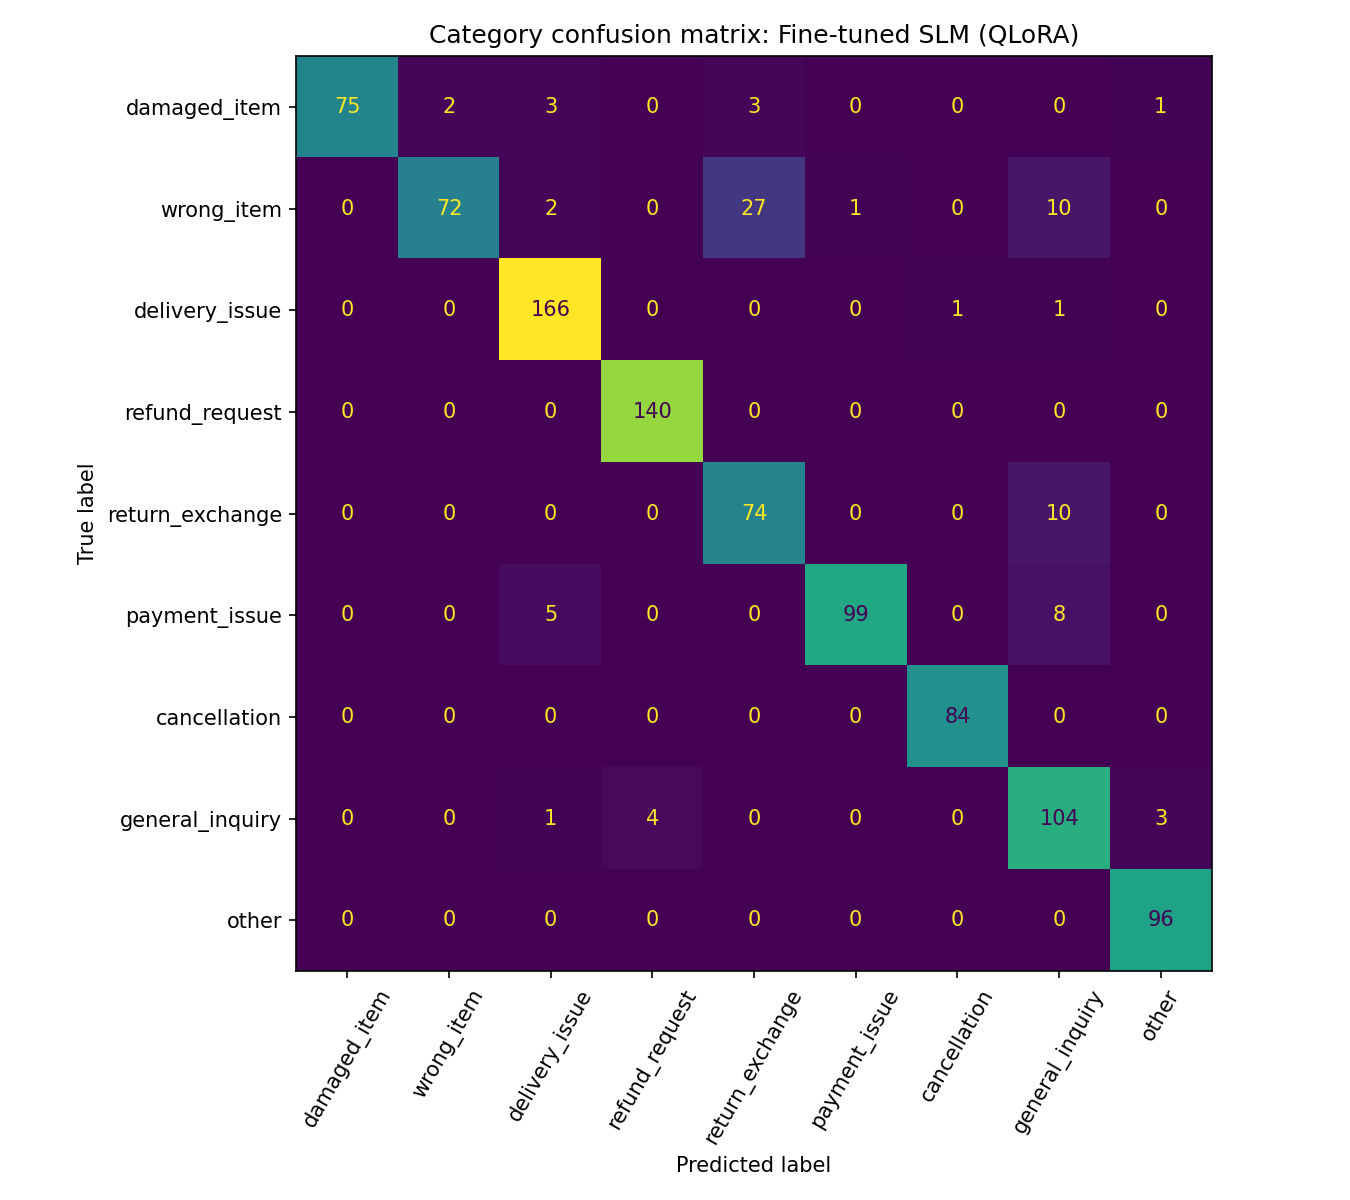 Category confusion matrix: Fine-tuned SLM (QLoRA)
True label
damaged_item 75 2 3 0 3 0 0 0 1
wrong_item 0 72 2 0 27 1 0 10 0
delivery_issue 0 0 166 0 0 0 1 1 0
refund_request 0 0 0 140 0 0 0 0 0
return_exchange 0 0 0 0 74 0 0 10 0
payment_issue 0 0 5 0 0 99 0 8 0
cancellation 0 0 0 0 0 0 84 0 0
general_inquiry 0 0 1 4 0 0 0 104 3
other 0 0 0 0 0 0 0 0 96
damaged_item wrong_item delivery_issue refund_request return_exchange payment_issue cancellation general_inquiry other
Predicted label